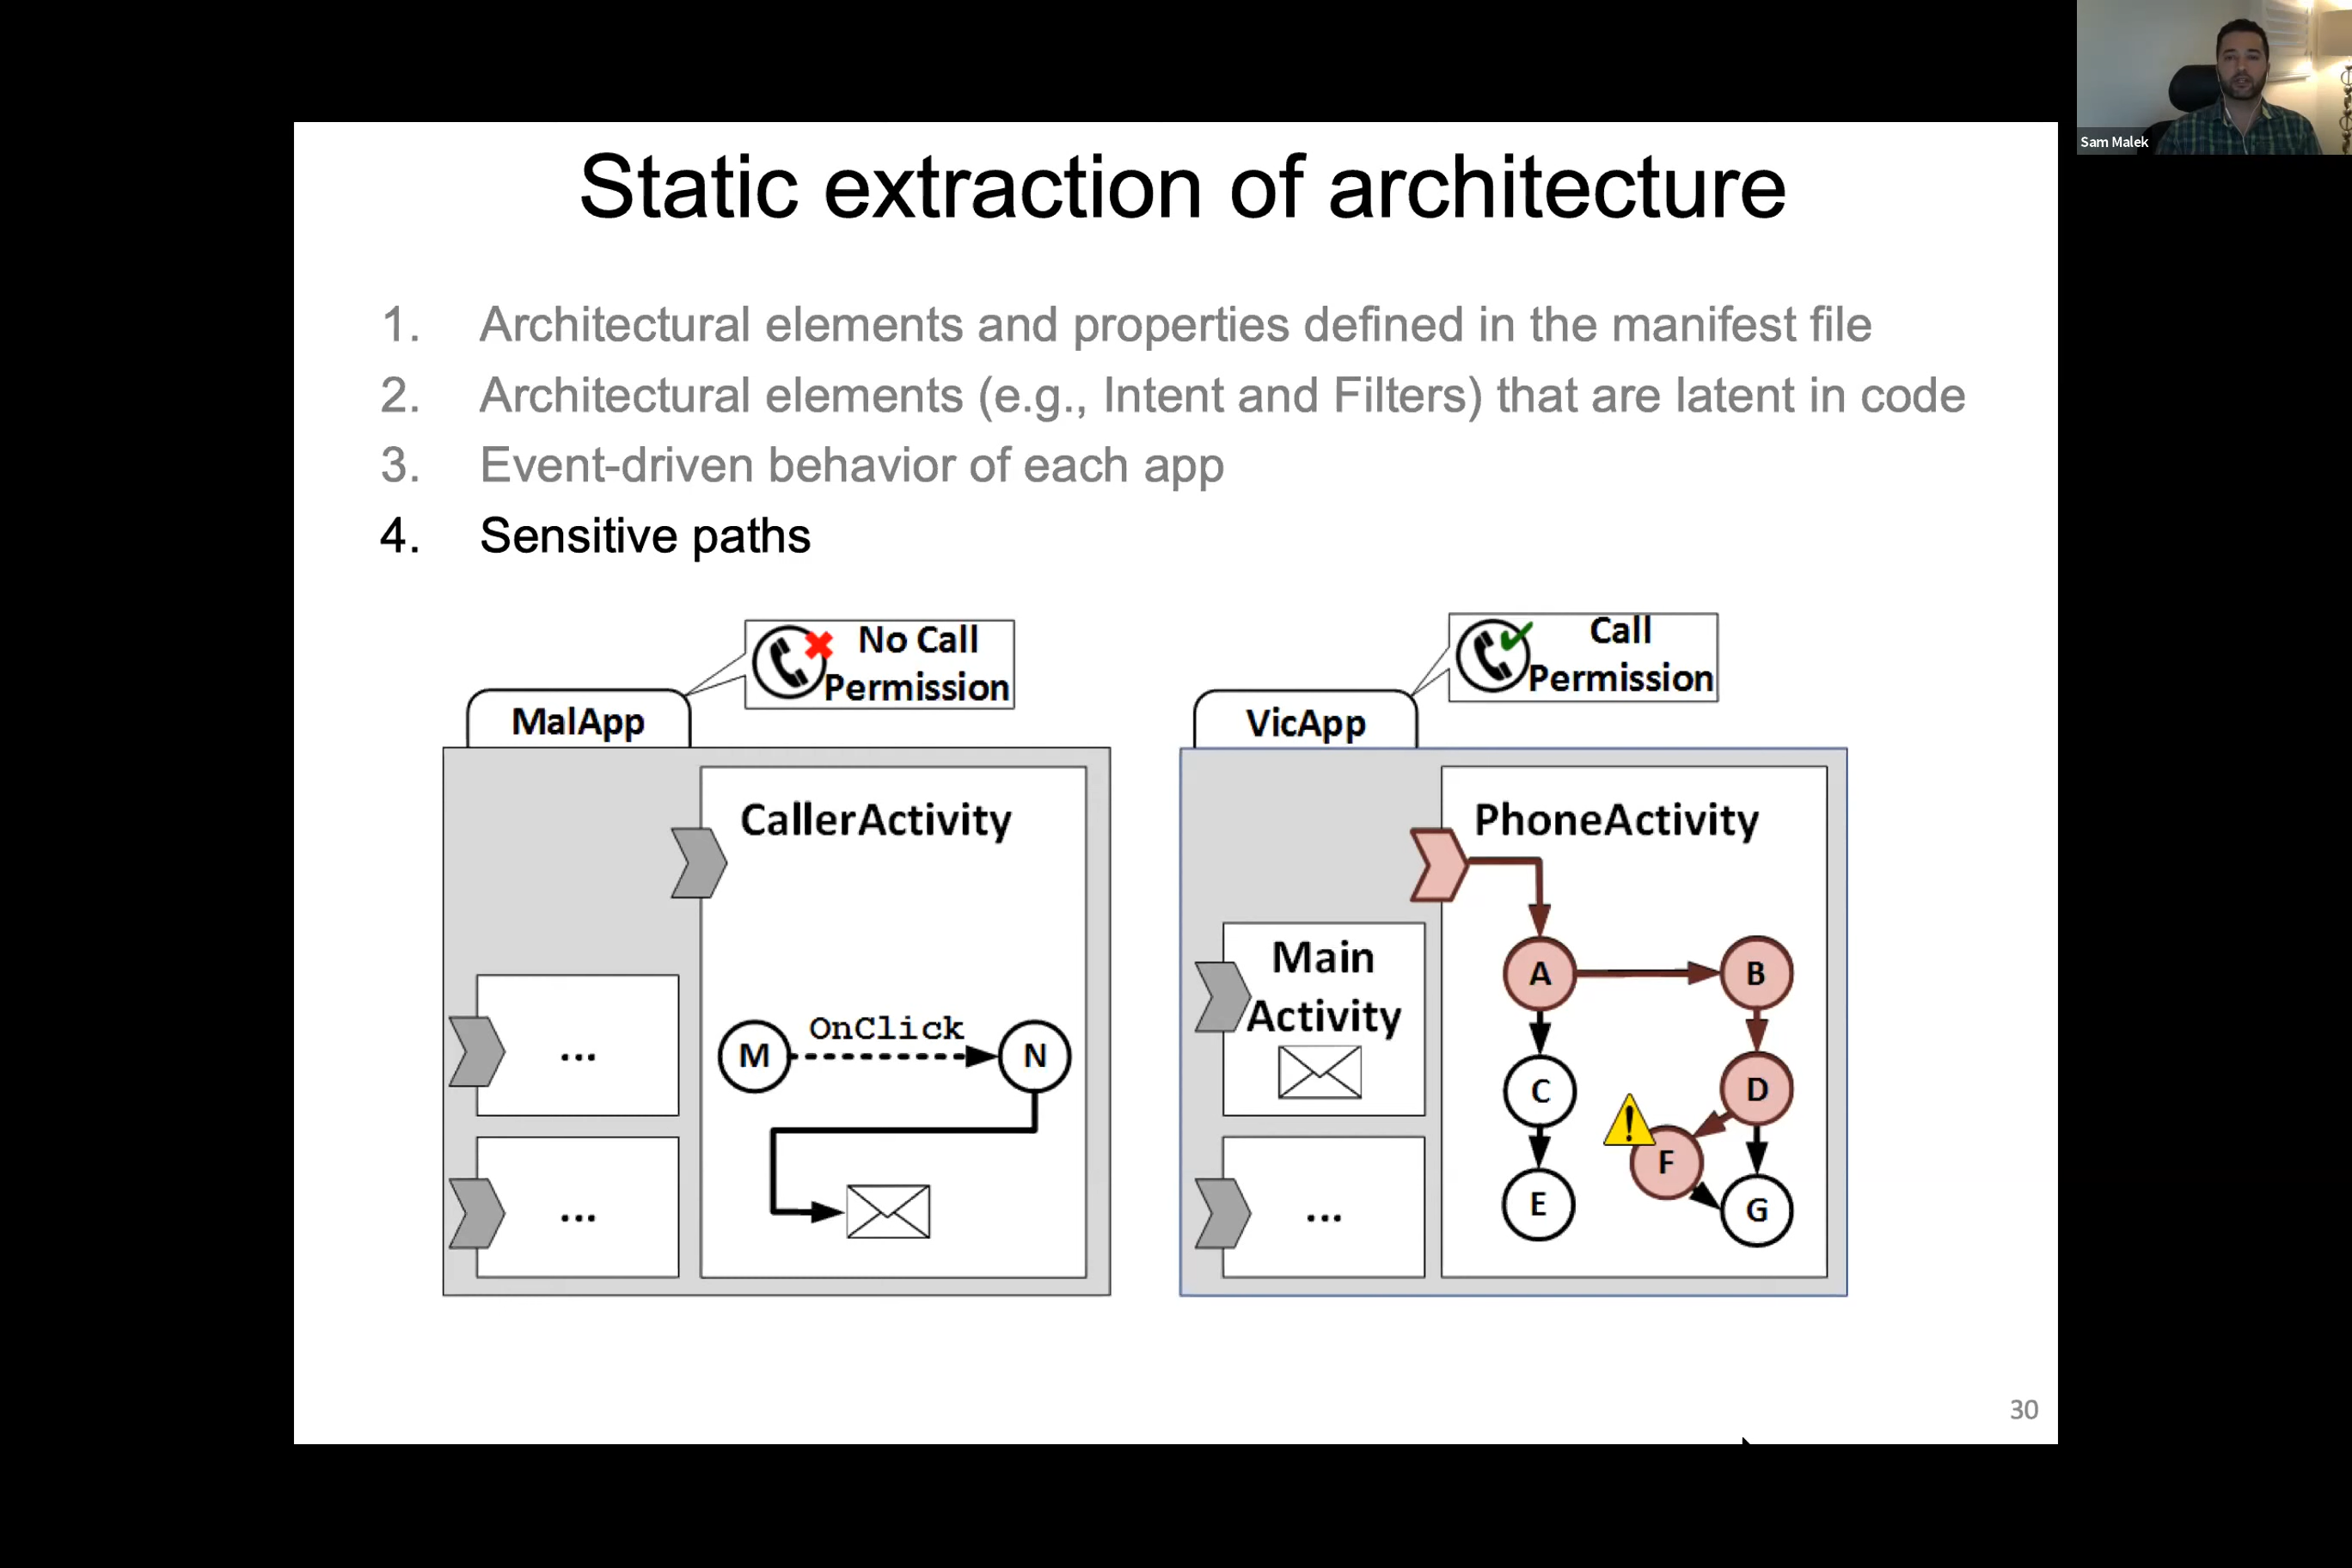 Sam Malek
Static extraction of architecture
1. Architectural elements and properties defined in the manifest file
2. Architectural elements (e.g., Intent and Filters) that are latent in code
3. Event-driven behavior of each app
4. Sensitive paths
No Call
Permission
MalApp
CallerActivity
...
...
M
OnClick
N
Call
Permission
VicApp
PhoneActivity
Main
Activity
...
A
B
C
D
!
F
E
G
30